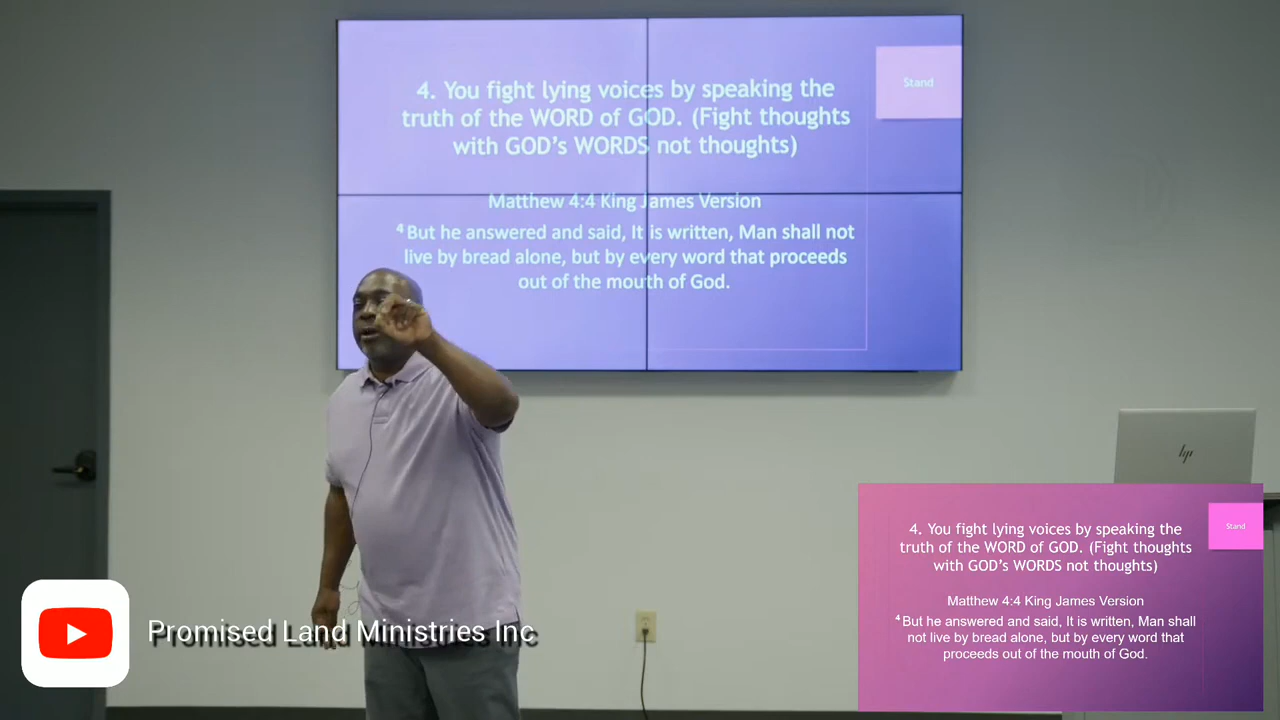 4. You fight lying voices by speaking the
truth of the WORD of GOD. (Fight thoughts
with GOD's WORDS not thoughts)
Stand
Matthew 4:4 King James Version
4 But he answered and said, It is written, Man shall not
live by bread alone, but by every word that proceeds
out of the mouth of God.
hp
4. You fight lying voices by speaking the
truth of the WORD of GOD. (Fight thoughts
with GOD's WORDS not thoughts)
Stand
Matthew 4:4 King James Version
4 But he answered and said, It is written, Man shall
not live by bread alone, but by every word that
proceeds out of the mouth of God.
Promised Land Ministries Inc